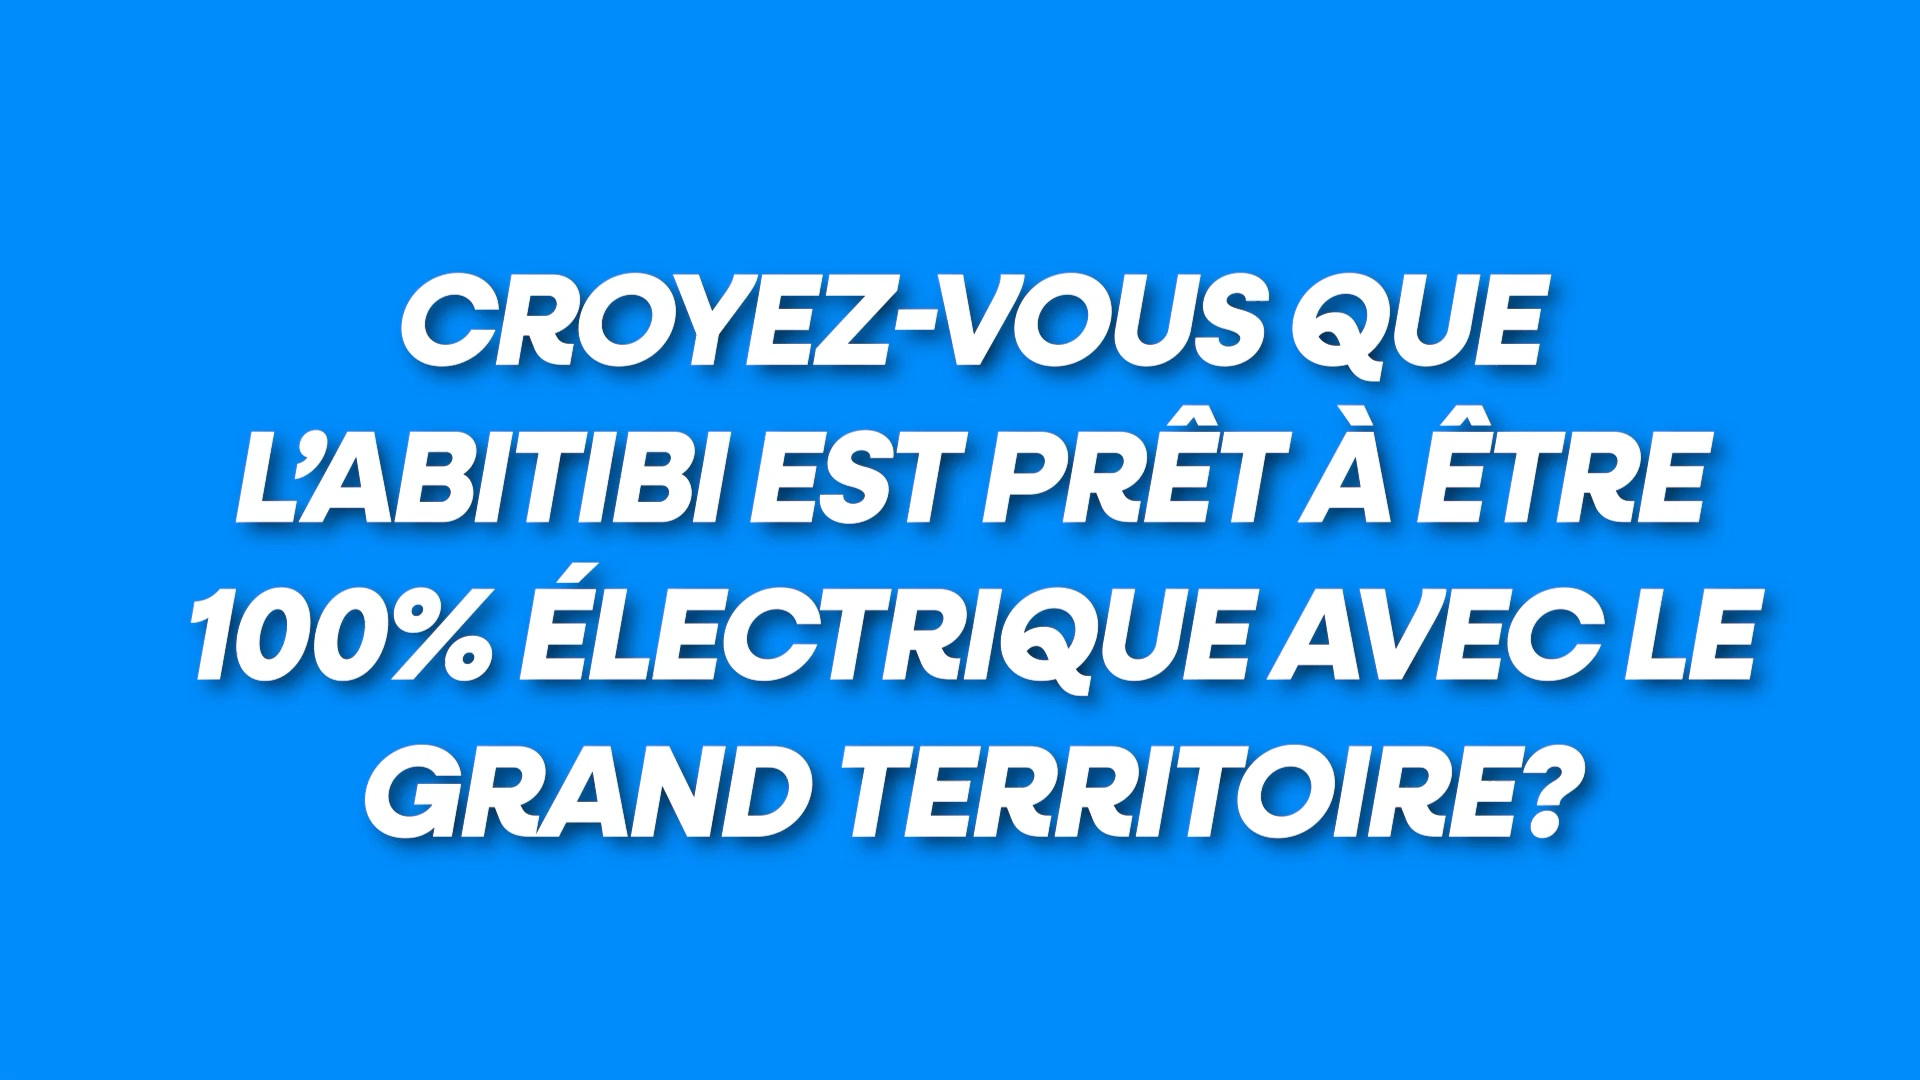 CROYEZ-VOUS QUE
L’ABITIBI EST PRÊT À ÊTRE
100% ÉLECTRIQUE AVEC LE
GRAND TERRITOIRE?